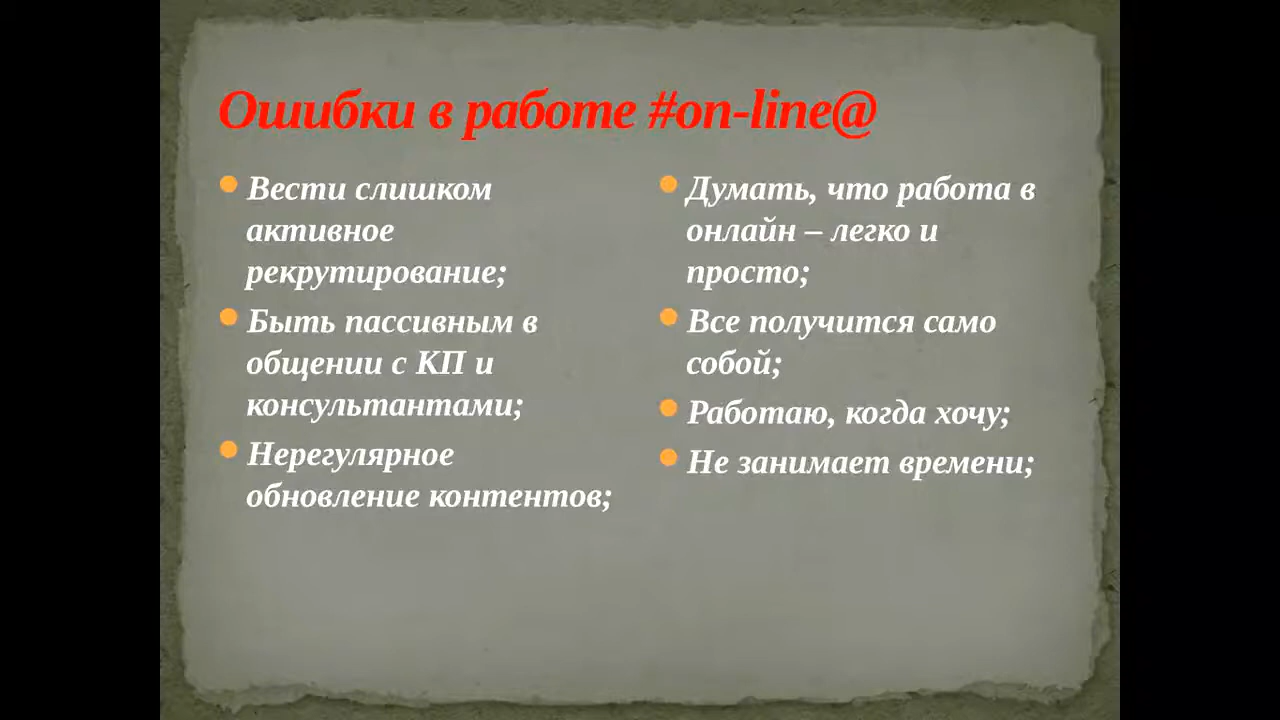 Ошибки в работе #on-line@
Вести слишком
активное
рекрутирование;
Быть пассивным в
общении с КП и
консультантами;
Нерегулярное
обновление контентов;
Думать, что работа в
онлайн – легко и
просто;
Все получится само
собой;
Работаю, когда хочу;
Не занимает времени;